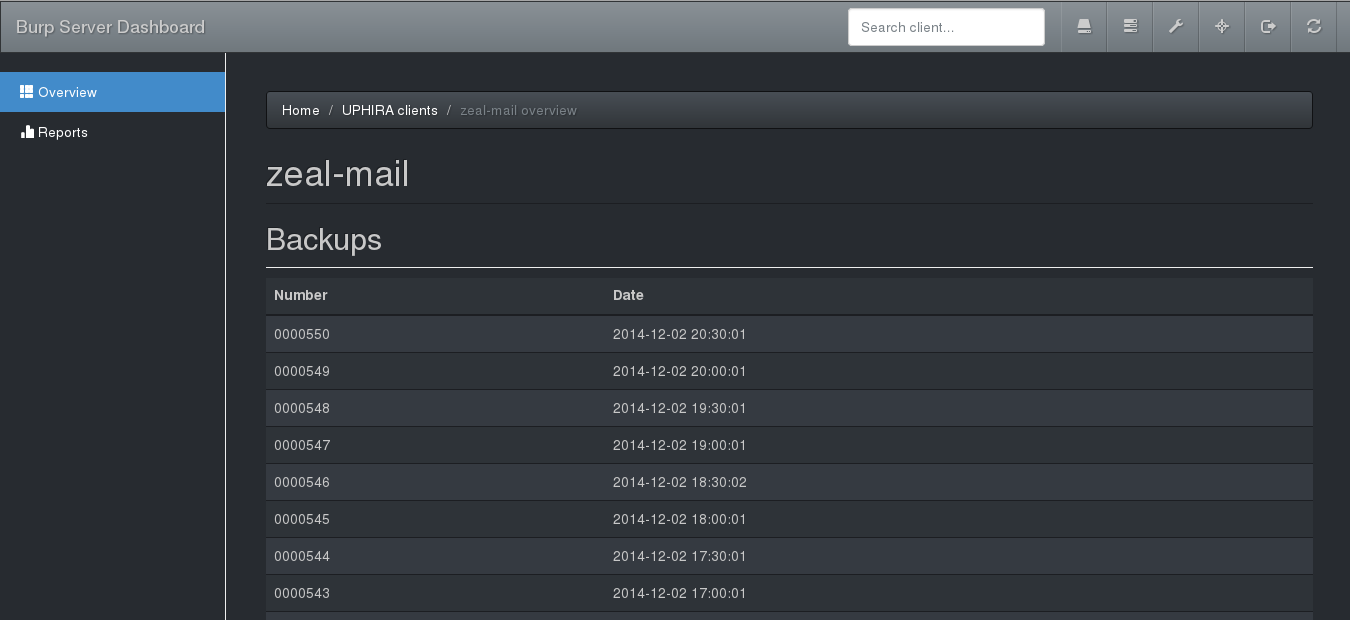 Burp Server Dashboard
Search client...
Overview
Reports
Home / UPHIRA clients / zeal-mail overview
zeal-mail
Backups
Number Date
0000550 2014-12-02 20:30:01
0000549 2014-12-02 20:00:01
0000548 2014-12-02 19:30:01
0000547 2014-12-02 19:00:01
0000546 2014-12-02 18:30:02
0000545 2014-12-02 18:00:01
0000544 2014-12-02 17:30:01
0000543 2014-12-02 17:00:01